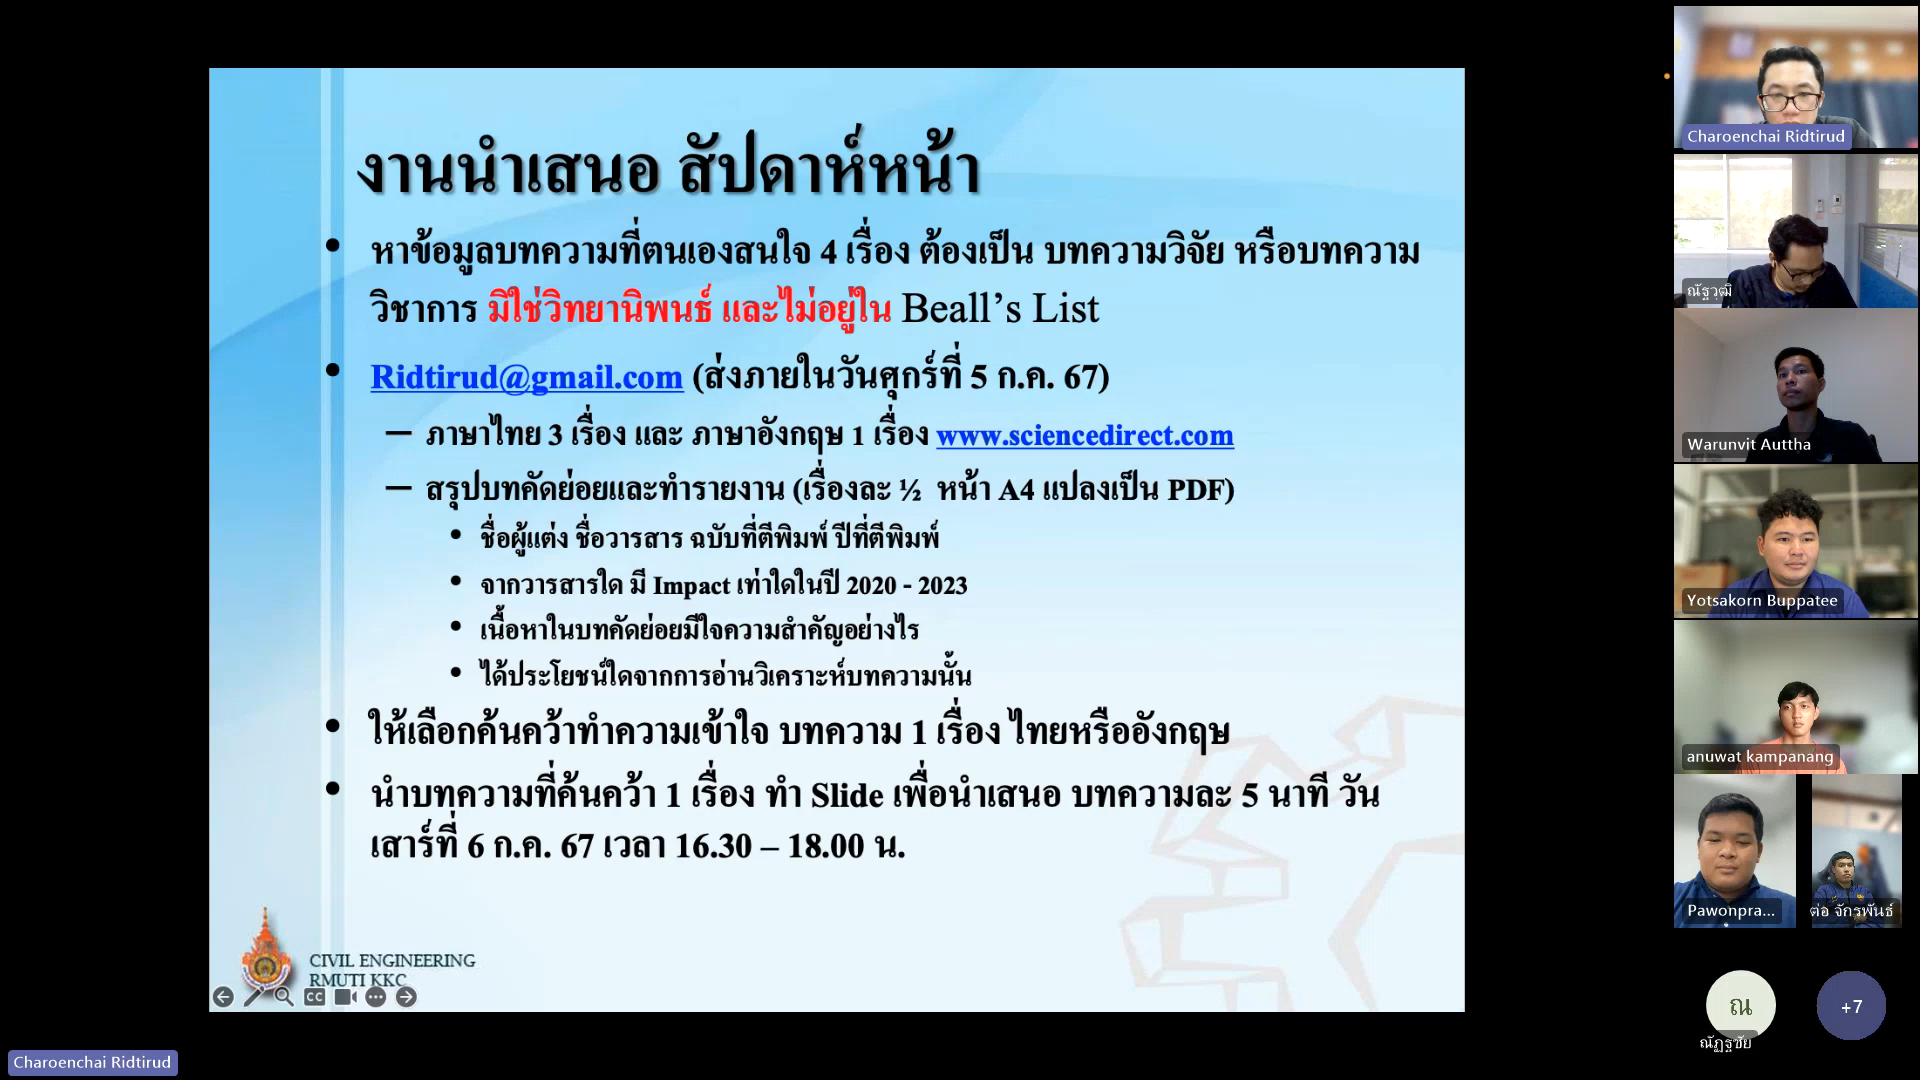 งานนำเสนอ สัปดาห์หน้า
• หาข้อมูลบทความที่ตนเองสนใจ 4 เรื่อง ต้องเป็น บทความวิจัย หรือบทความ
วิชาการ มิใช่วิทยานิพนธ์ และไม่อยู่ใน Beall’s List
• Ridtirud@gmail.com (ส่งภายในวันศุกร์ที่ 5 ก.ค. 67)
– ภาษาไทย 3 เรื่อง และ ภาษาอังกฤษ 1 เรื่อง www.sciencedirect.com
– สรุปบทคัดย่อและทำรายงาน (เรื่องละ ½ หน้า A4 แปลงเป็น PDF)
• ชื่อผู้แต่ง ชื่อวารสาร ฉบับที่ตีพิมพ์ ปีที่ตีพิมพ์
• จากวารสารใด มี Impact เท่าใดในปี 2020 - 2023
• เนื้อหาในบทคัดย่อยมีใจความสำคัญอย่างไร
• ได้ประโยชน์ใดจากการอ่านวิเคราะห์บทความนั้น
• ให้เลือกค้นคว้าทำความเข้าใจ บทความ 1 เรื่อง ไทยหรืออังกฤษ
• นำบทความที่ค้นคว้า 1 เรื่อง ทำ Slide เพื่อนำเสนอ บทความละ 5 นาที วัน
เสาร์ที่ 6 ก.ค. 67 เวลา 16.30 – 18.00 น.
CIVIL ENGINEERING
RMUTI KKC
CC
Charoenchai Ridtirud
Charoenchai Ridtirud
ณัฐวุฒิ
Warunvit Auttha
Yotsakorn Buppatee
anuwat kampanang
Pawonpra...
ต่อ จักรพันธ์
ณ
ณัฏฐชัย
+7